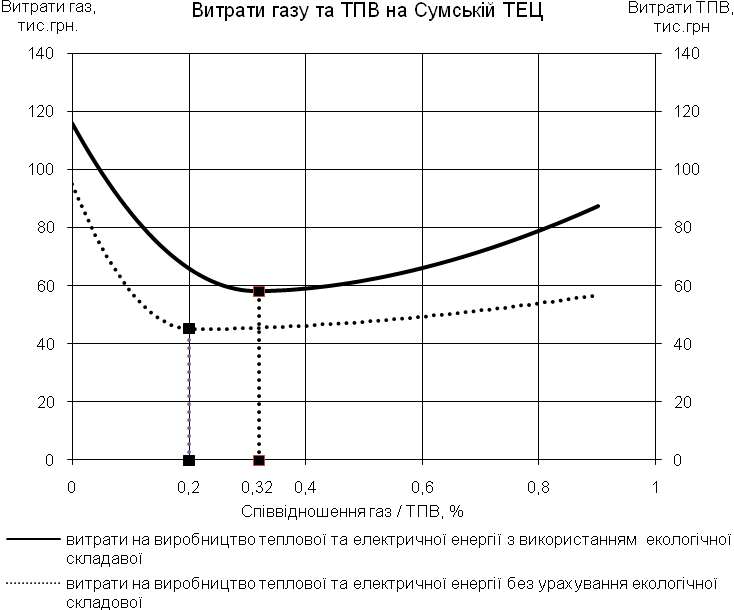 Витрати газу та ТПВ на Сумській ТЕЦ
Витрати газ,
тис.грн.
Витрати ТПВ,
тис.грн
140 140
120 120
100 100
80 80
60 60
40 40
20 20
0 0
0 0,2 0,32 0,4 0,6 0,8 1
Співвідношення газ / ТПВ, %
витрати на виробництво теплової та електричної енергії з використанням екологічної
складавої
витрати на виробництво теплової та електричної енергії без урахування екологічної
складової